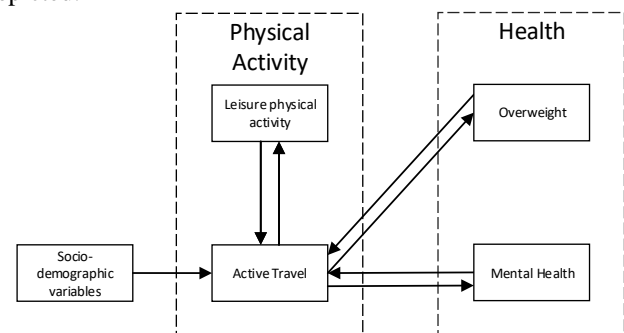 Physical
Activity
Health
Leisure physical
activity
Overweight
Socio-
demographic
variables
Active Travel
Mental Health